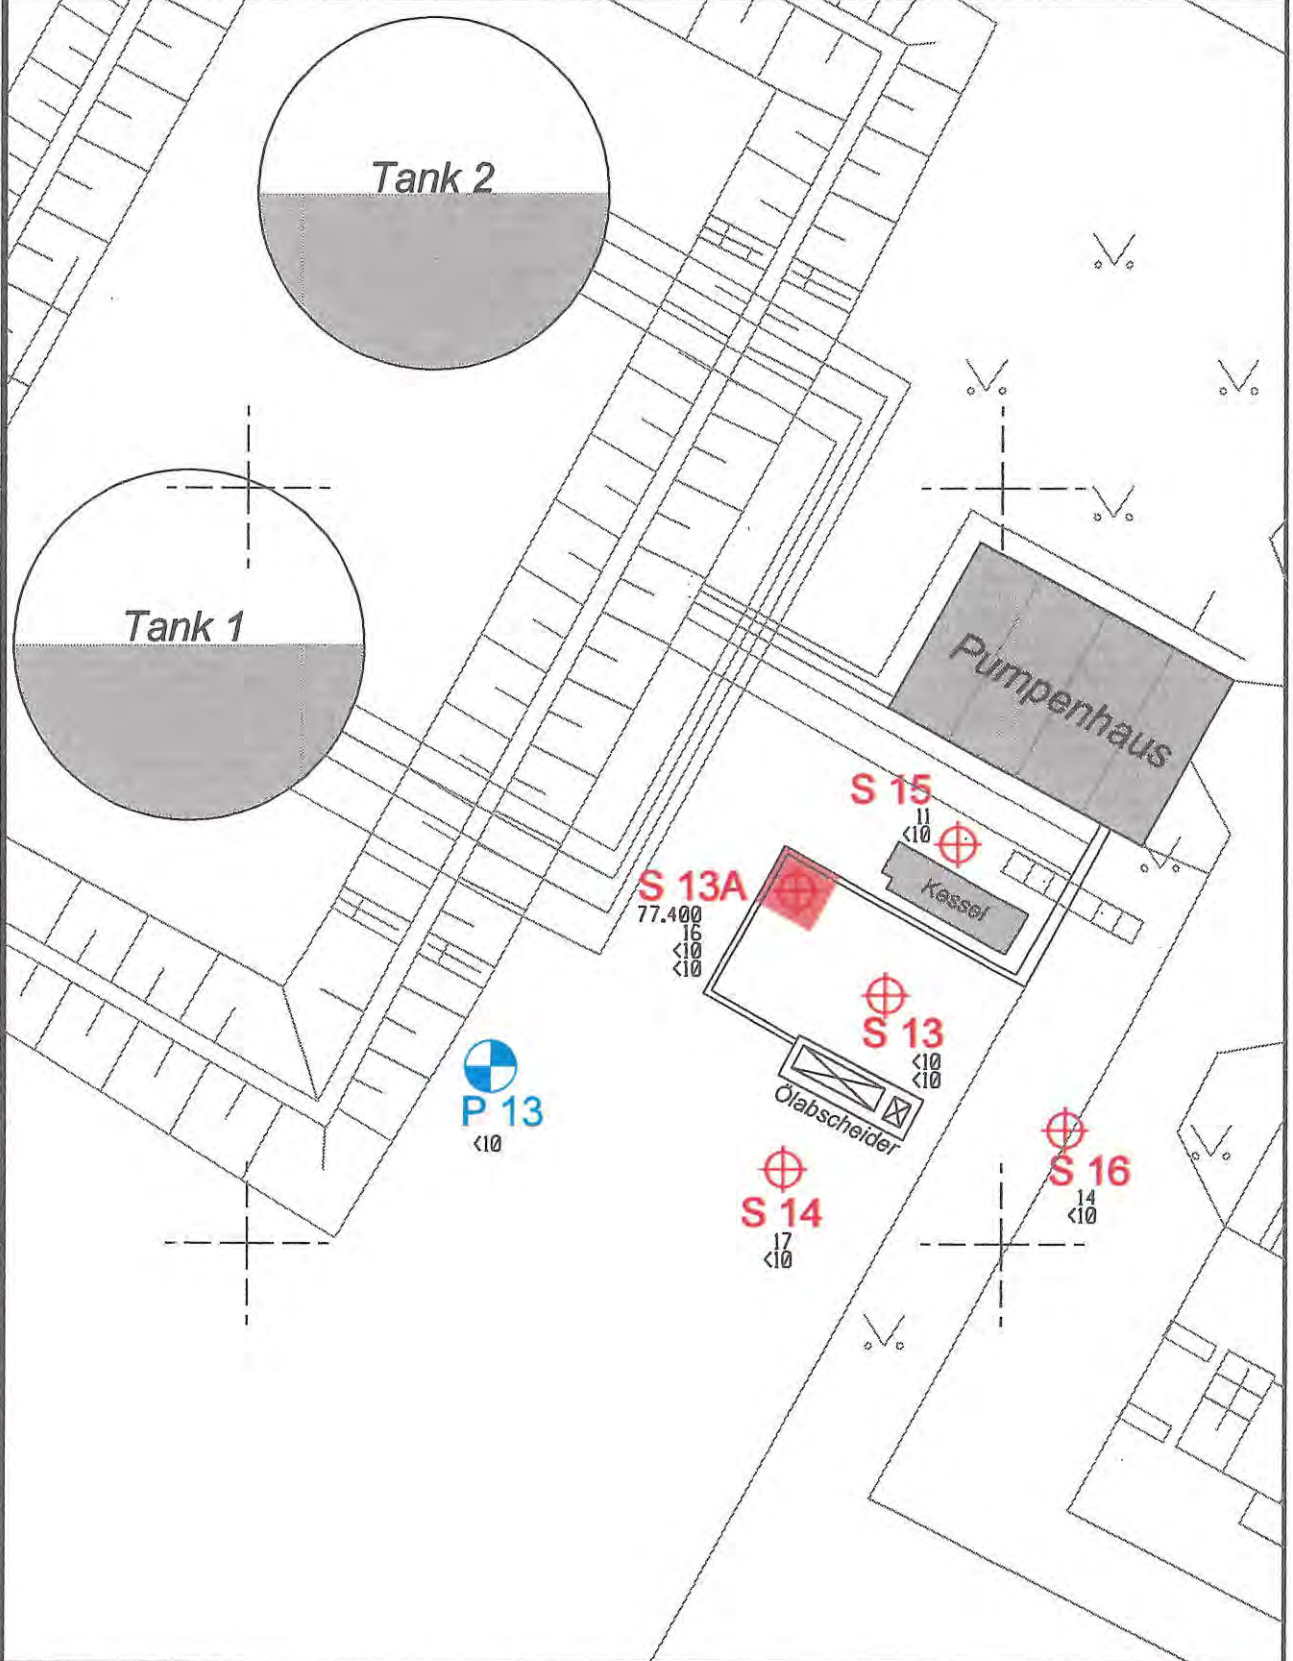 Tank 2
Tank 1
Pumpenhaus
S 15
11
<10
Kessel
S 13A
77.400
16
<10
<10
S 13
<10
<10
Ölabscheider
P 13
<10
S 14
17
<10
S 16
14
<10